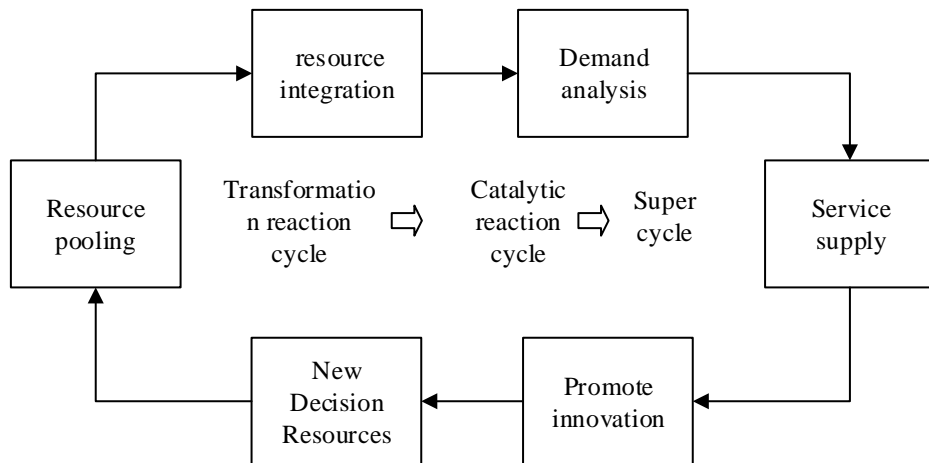 resource
integration
Demand
analysis
Resource
pooling
Transformatio
n reaction
cycle
Catalytic
reaction
cycle
Super
cycle
Service
supply
New
Decision
Resources
Promote
innovation